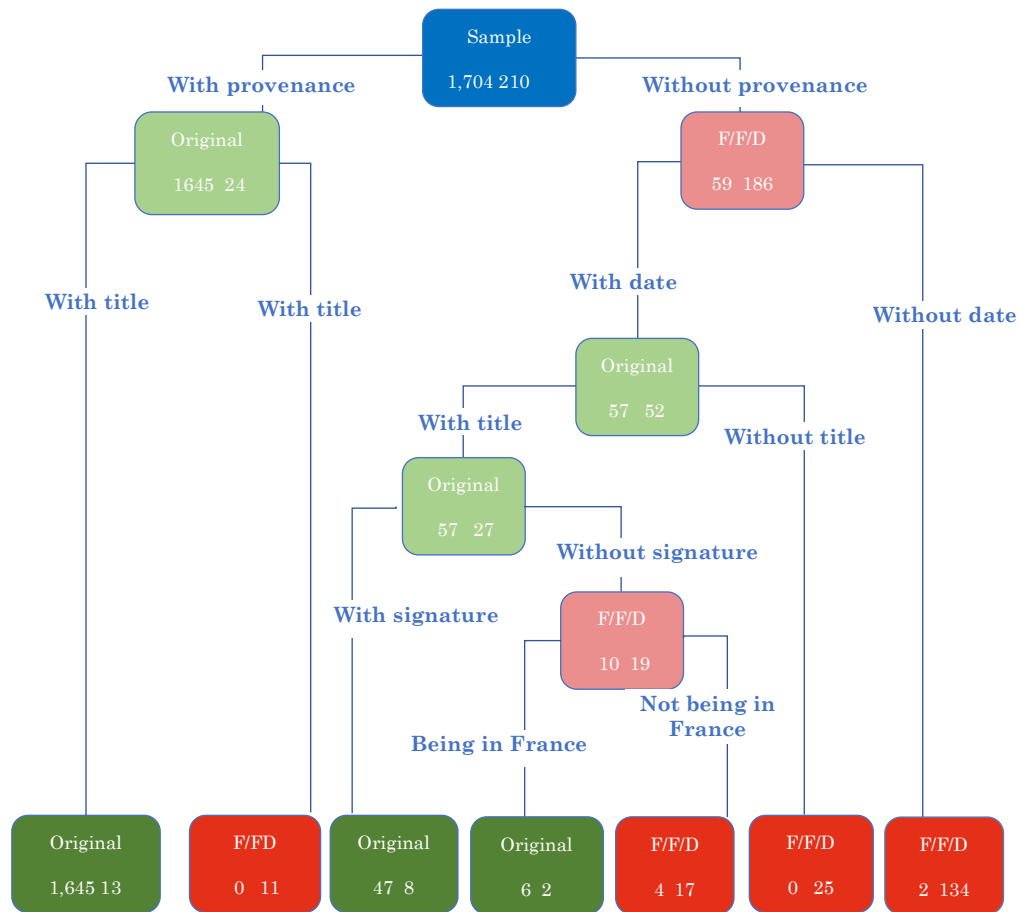 Sample
1,704 210
With provenance
Without provenance
Original
1645 24
F/F/D
59 186
With title
With title
With date
Without date
Original
57 52
With title
Without title
Original
57 27
With signature
Without signature
F/F/D
10 19
Being in France
Not being in
France
Original
1,645 13
F/FD
0 11
Original
47 8
Original
6 2
F/F/D
4 17
F/F/D
0 25
F/F/D
2 134